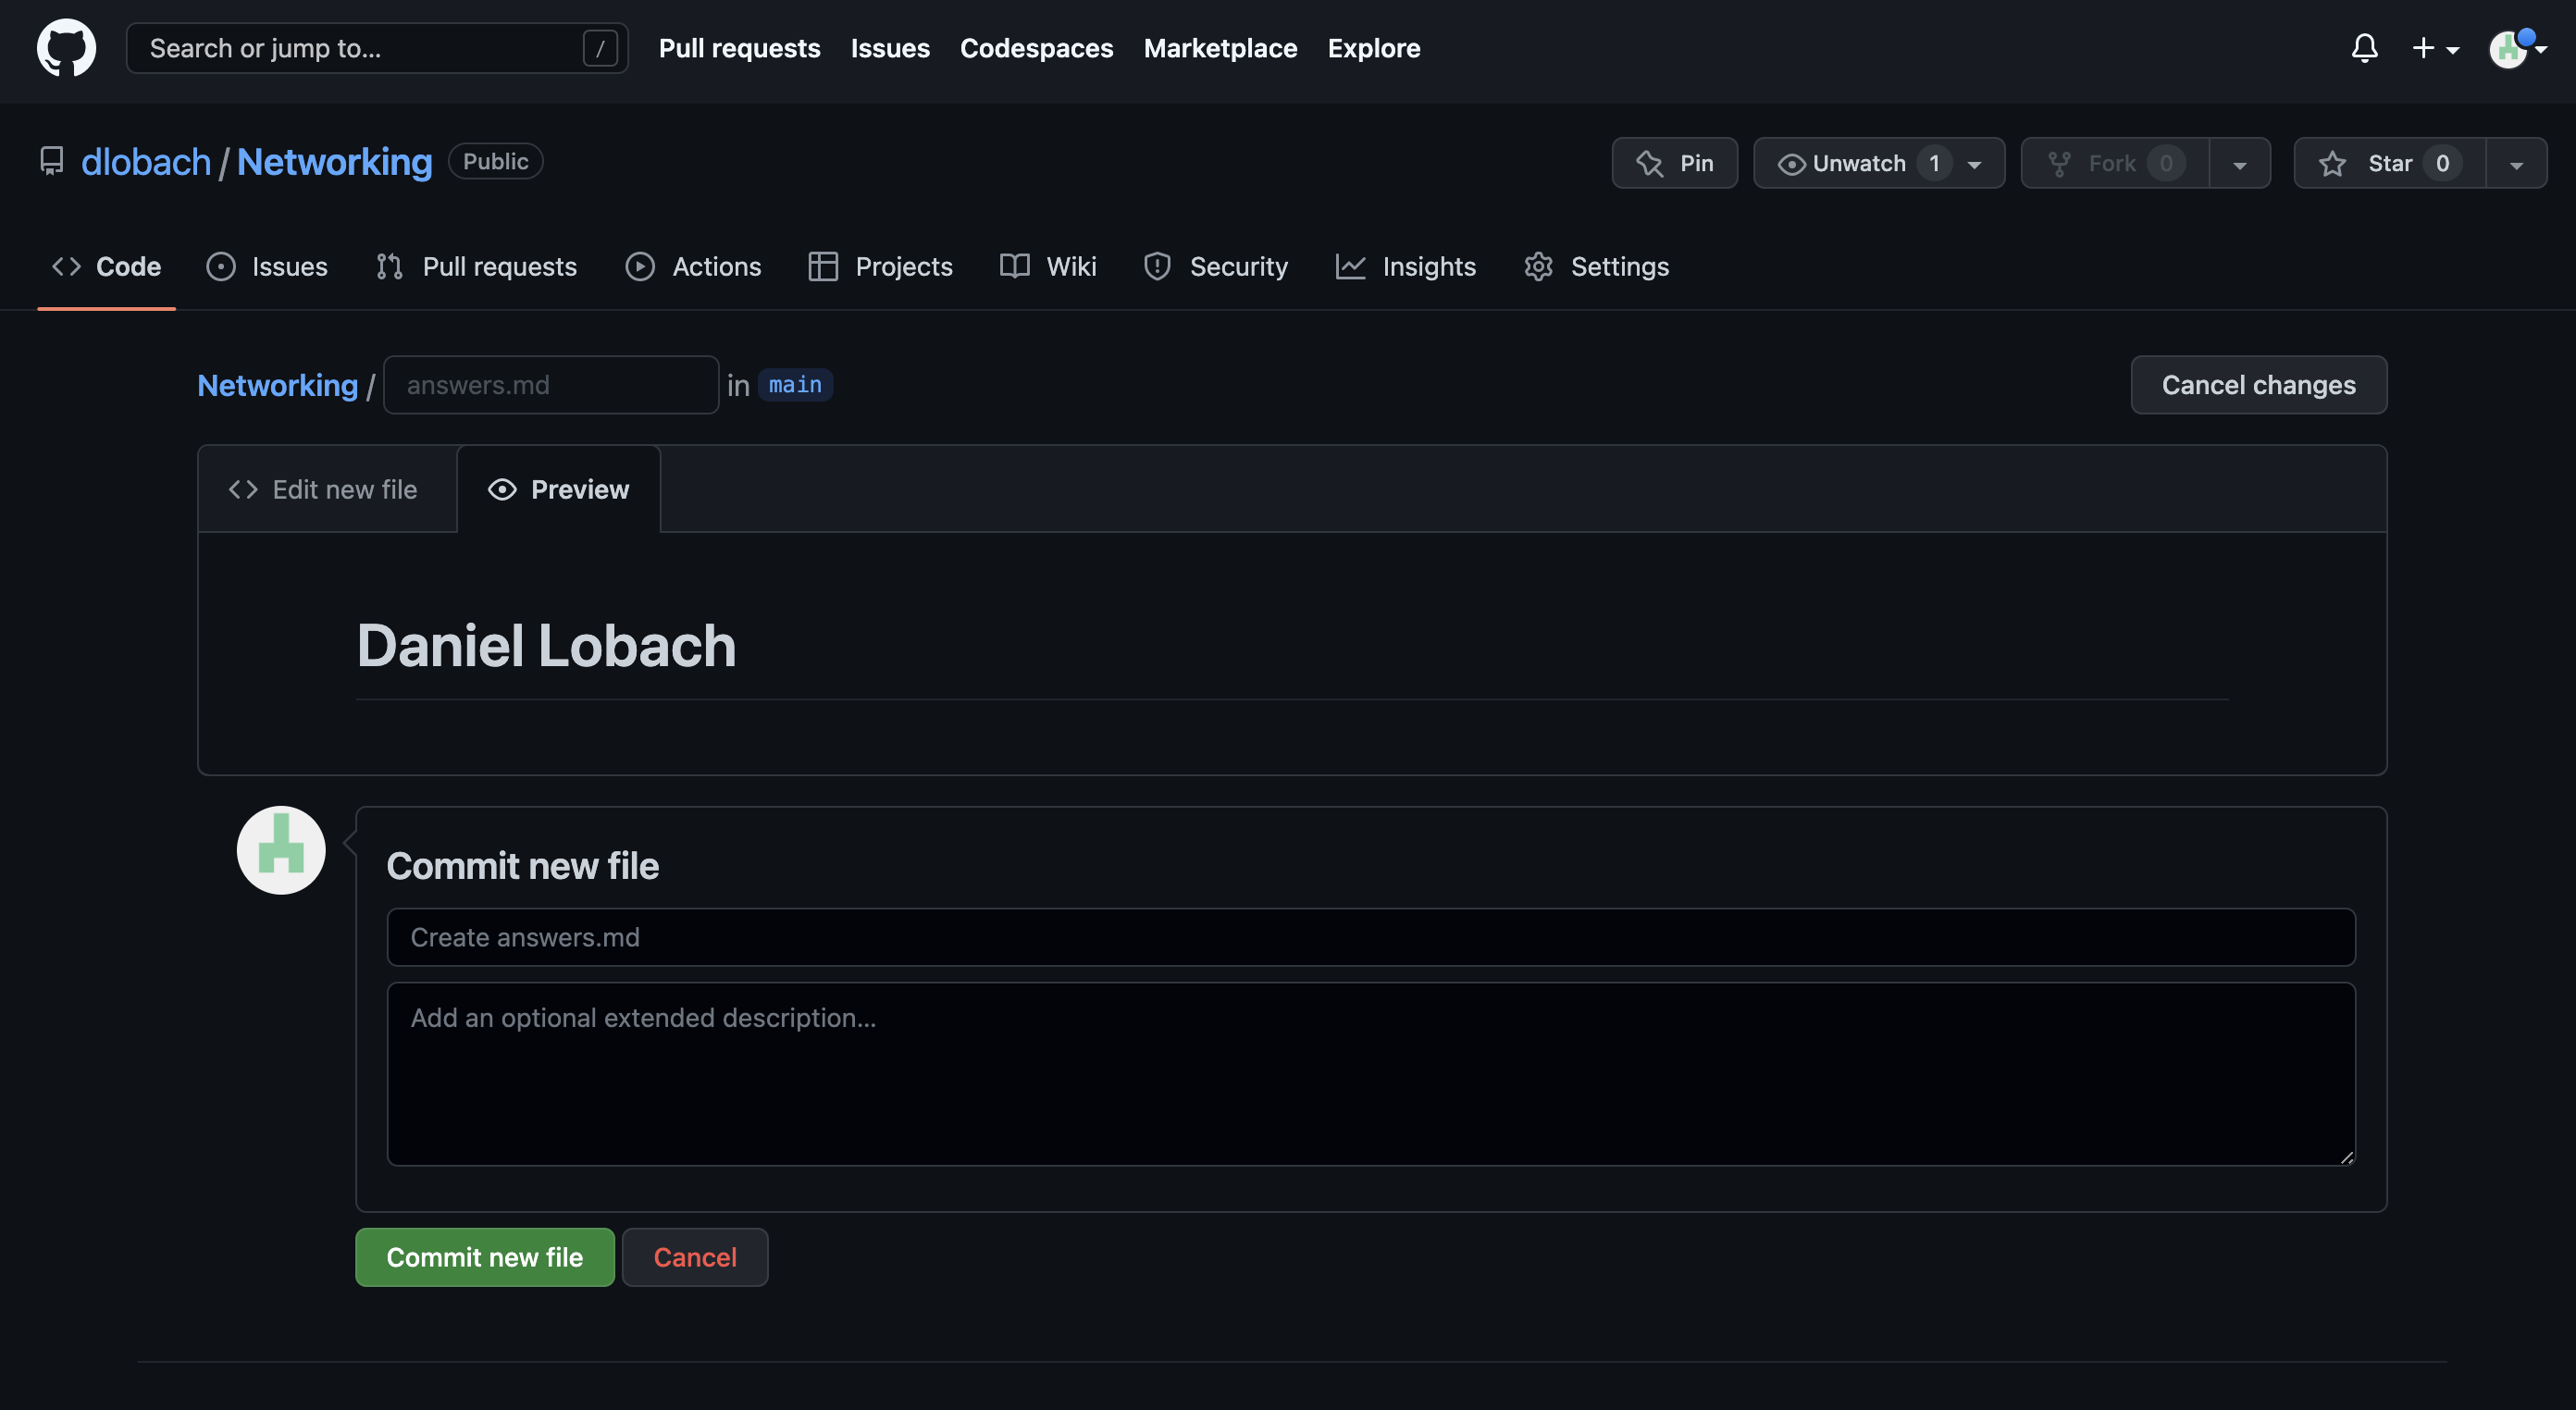 Search or jump to... / Pull requests Issues Codespaces Marketplace Explore
dlobach / Networking Public Pin Unwatch 1 Fork 0 Star 0
Code Issues Pull requests Actions Projects Wiki Security Insights Settings
Networking / answers.md in main Cancel changes
Edit new file Preview
Daniel Lobach
Commit new file
Create answers.md
Add an optional extended description...
Commit new file Cancel